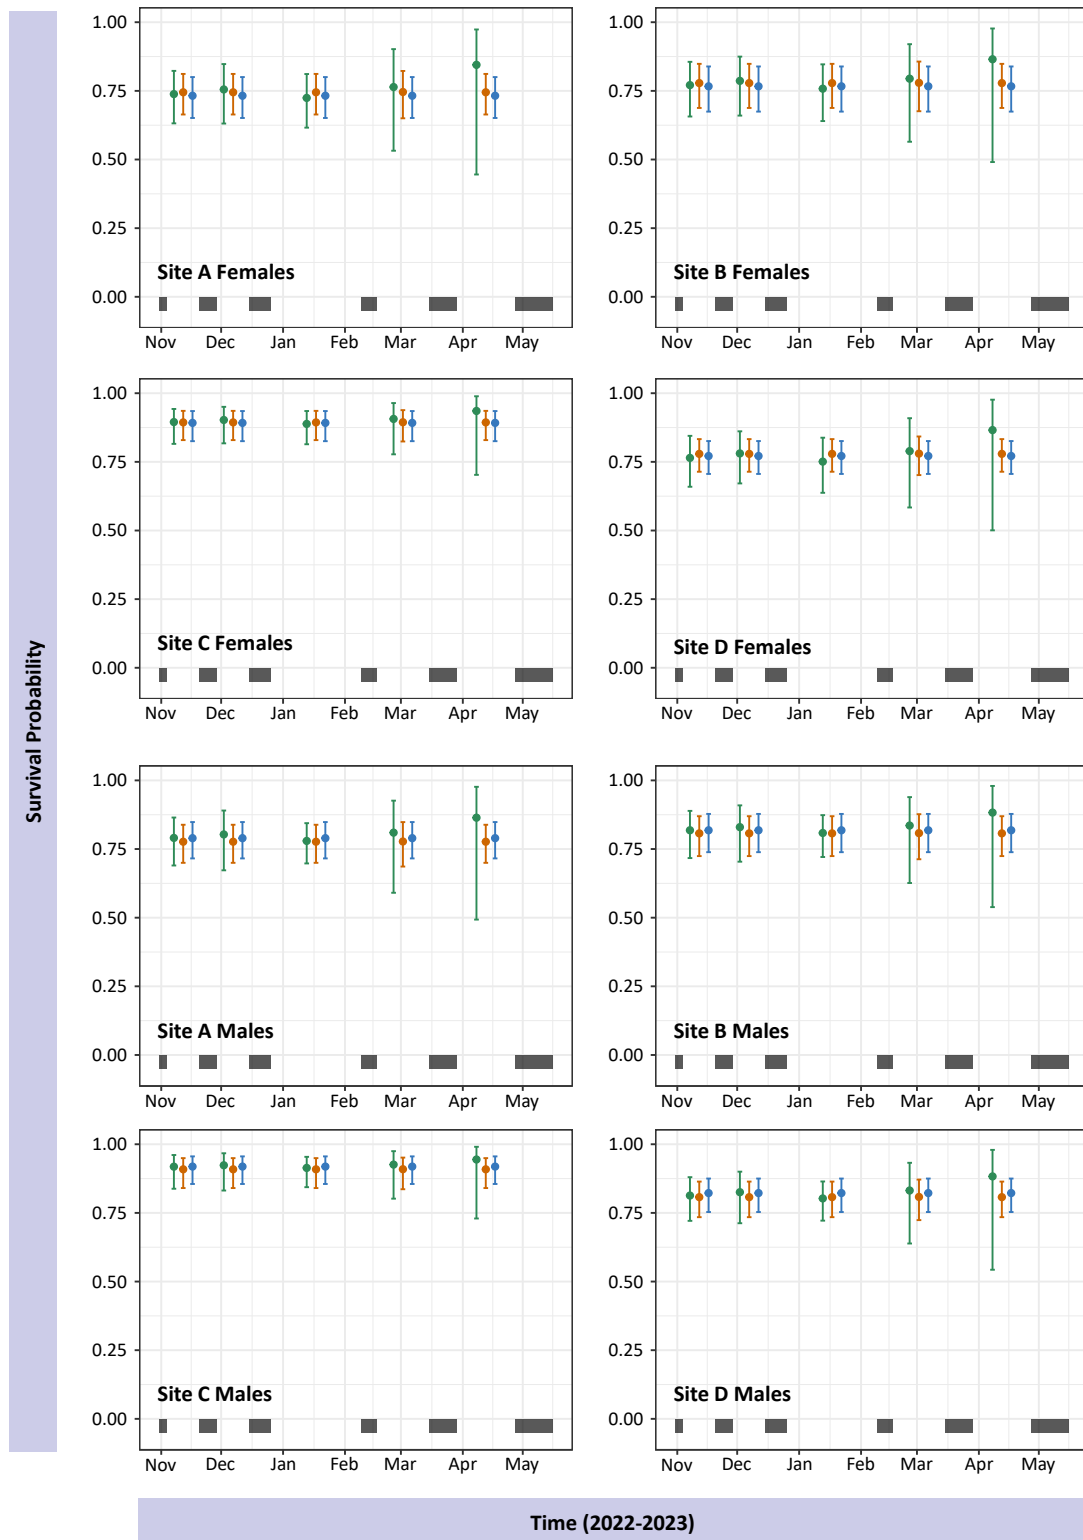 Survival Probability
1.00
0.75
0.50
0.25
0.00
Site A Females
Nov Dec Jan Feb Mar Apr May
1.00
0.75
0.50
0.25
0.00
Site B Females
Nov Dec Jan Feb Mar Apr May
1.00
0.75
0.50
0.25
0.00
Site C Females
Nov Dec Jan Feb Mar Apr May
1.00
0.75
0.50
0.25
0.00
Site D Females
Nov Dec Jan Feb Mar Apr May
1.00
0.75
0.50
0.25
0.00
Site A Males
Nov Dec Jan Feb Mar Apr May
1.00
0.75
0.50
0.25
0.00
Site B Males
Nov Dec Jan Feb Mar Apr May
1.00
0.75
0.50
0.25
0.00
Site C Males
Nov Dec Jan Feb Mar Apr May
1.00
0.75
0.50
0.25
0.00
Site D Males
Nov Dec Jan Feb Mar Apr May
Time (2022-2023)